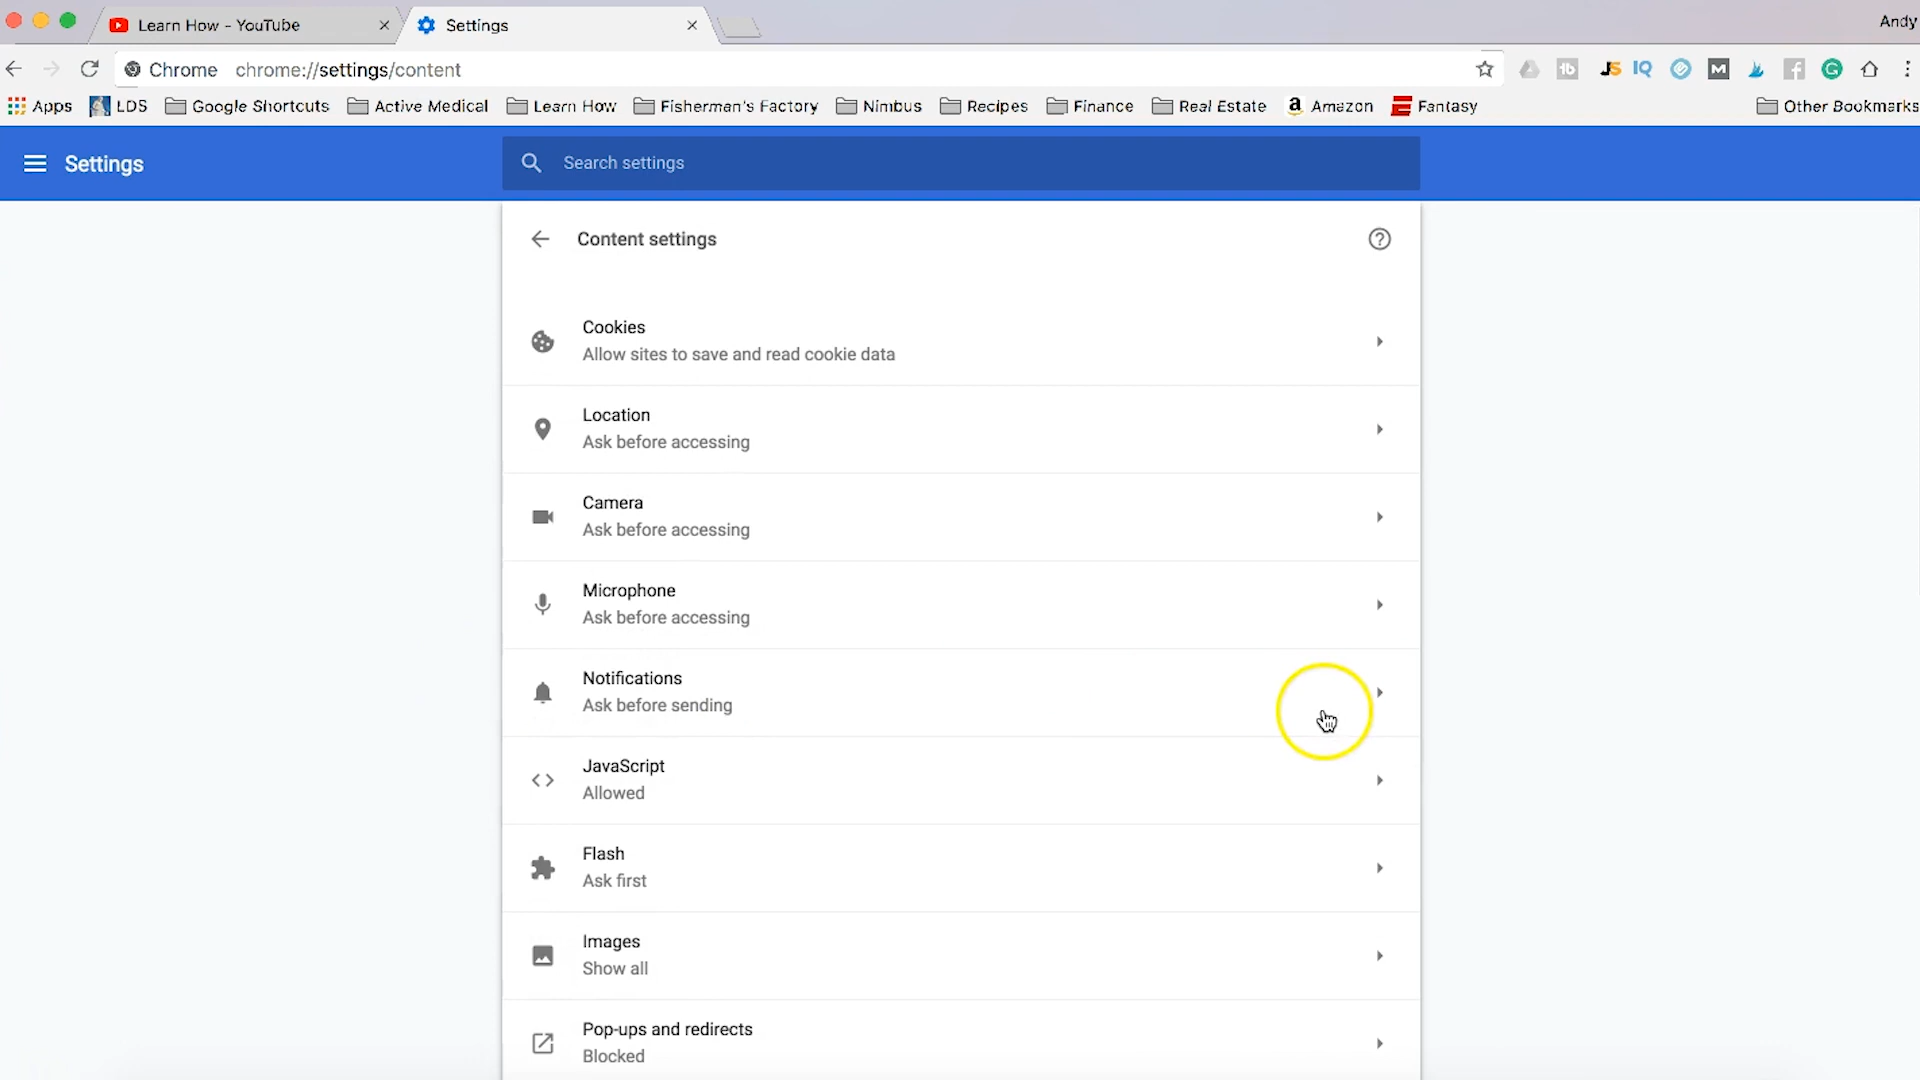 Learn How - YouTube
Settings
Andy
Chrome chrome://settings/content
tb
JS
IQ
M
G
Apps LDS Google Shortcuts Active Medical Learn How Fisherman's Factory Nimbus Recipes Finance Real Estate Amazon Fantasy Other Bookmarks
Settings
Search settings
Content settings
Cookies
Allow sites to save and read cookie data
Location
Ask before accessing
Camera
Ask before accessing
Microphone
Ask before accessing
Notifications
Ask before sending
JavaScript
Allowed
Flash
Ask first
Images
Show all
Pop-ups and redirects
Blocked